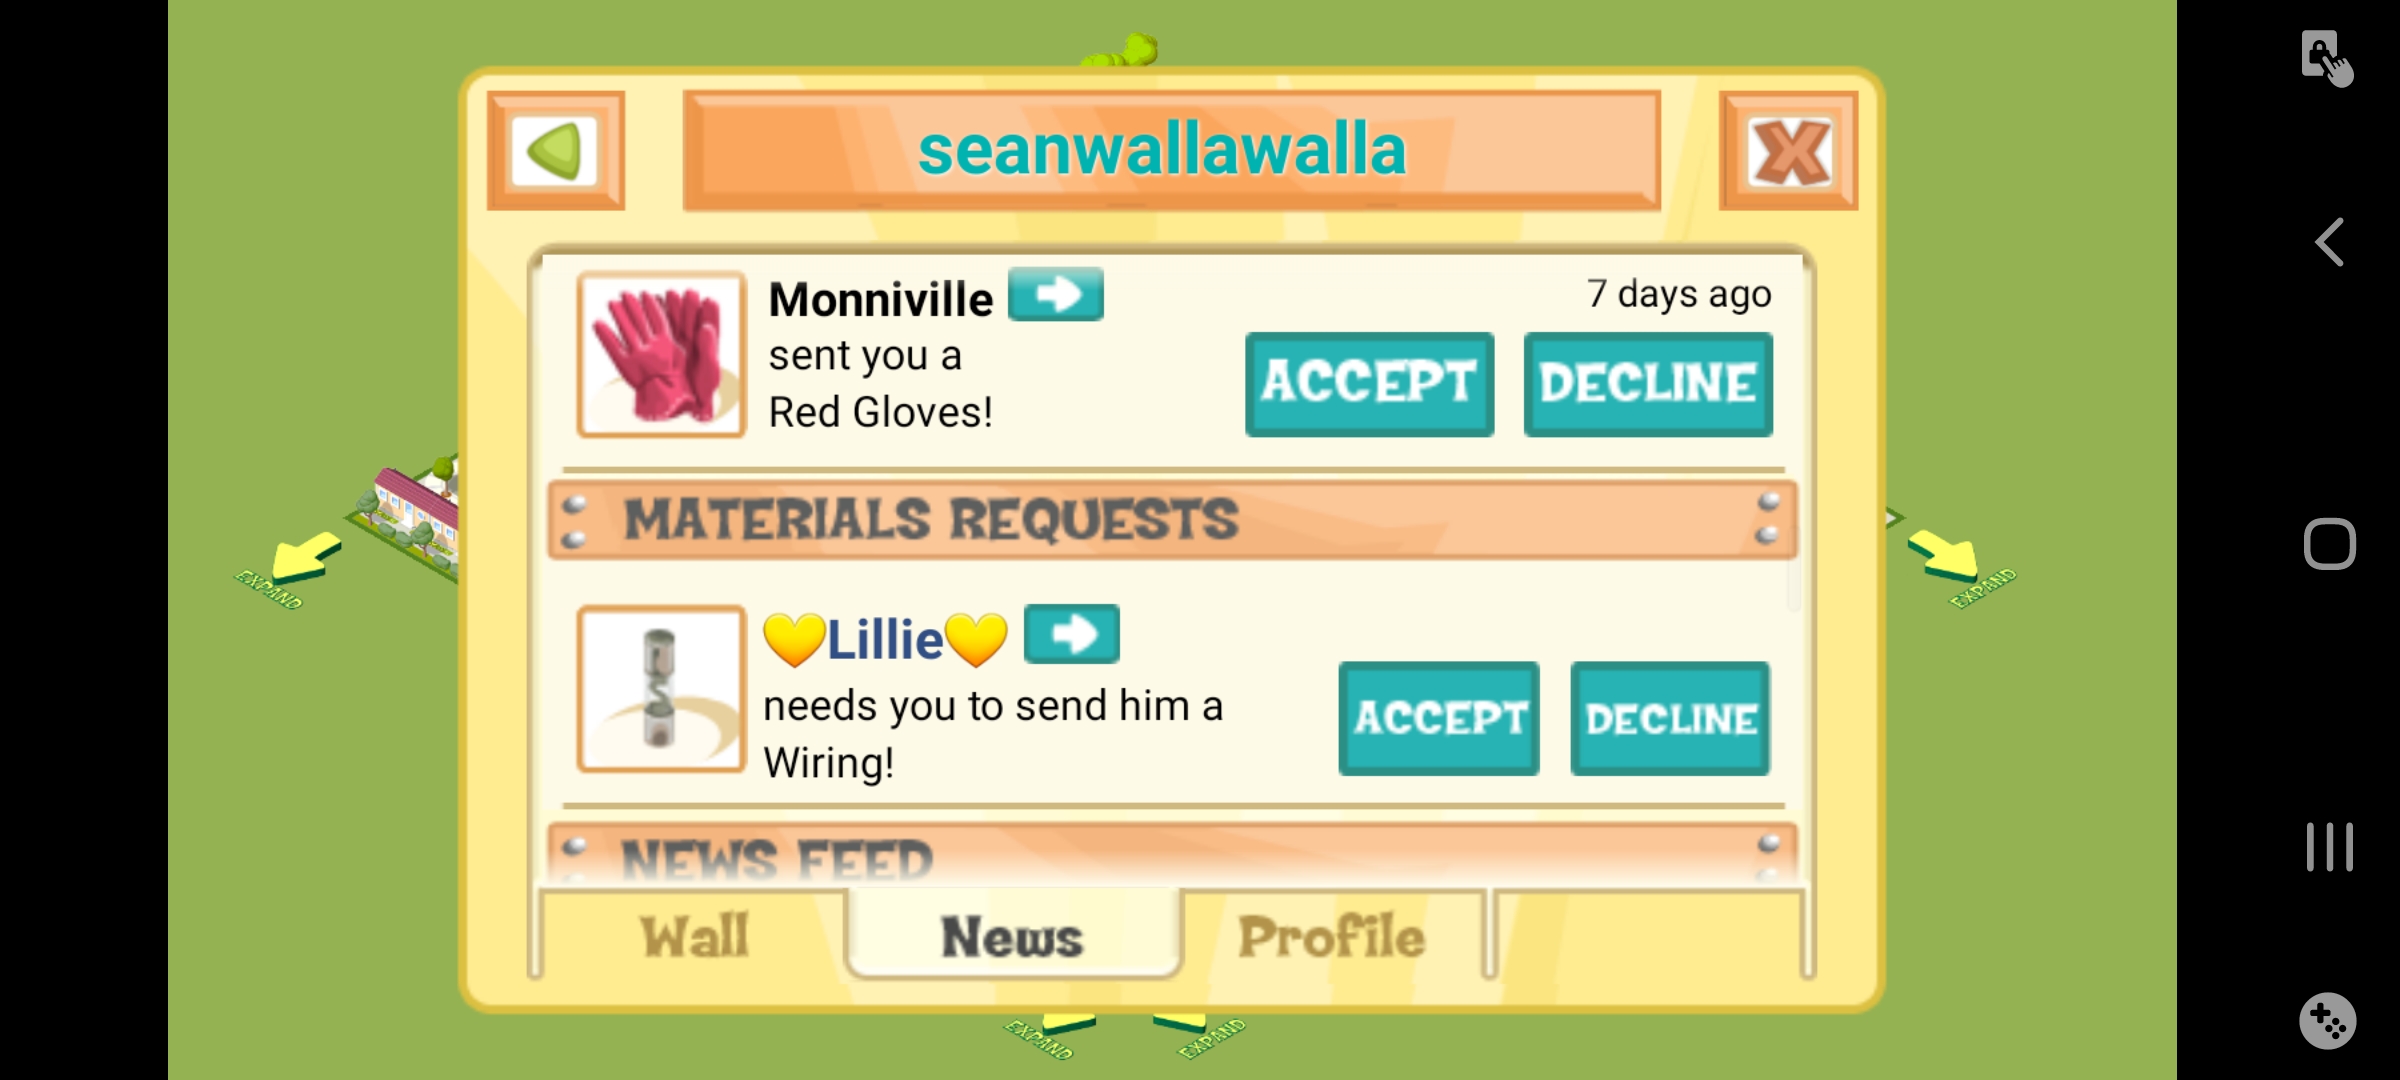 seanwallawalla
Monniville
7 days ago
sent you a
Red Gloves!
ACCEPT
DECLINE
MATERIALS REQUESTS
💛Lillie💛
needs you to send him a
Wiring!
ACCEPT
DECLINE
NEWS FEED
Wall
News
Profile
EXPAND
EXPAND
EXPAND
EXPAND